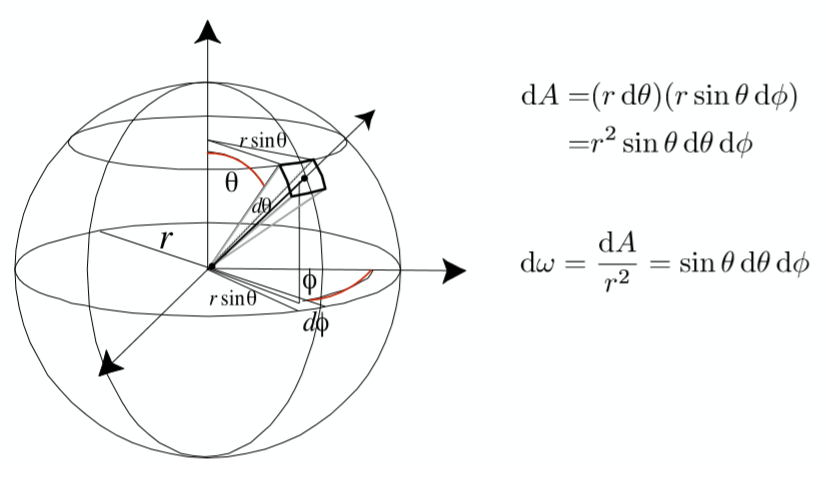 r sinθ
θ
dθ
r
ϕ
r sinθ
dϕ
dA =(r dθ)(r sin θ dϕ)
=r² sin θ dθ dϕ
dω = dA/r² = sin θ dθ dϕ